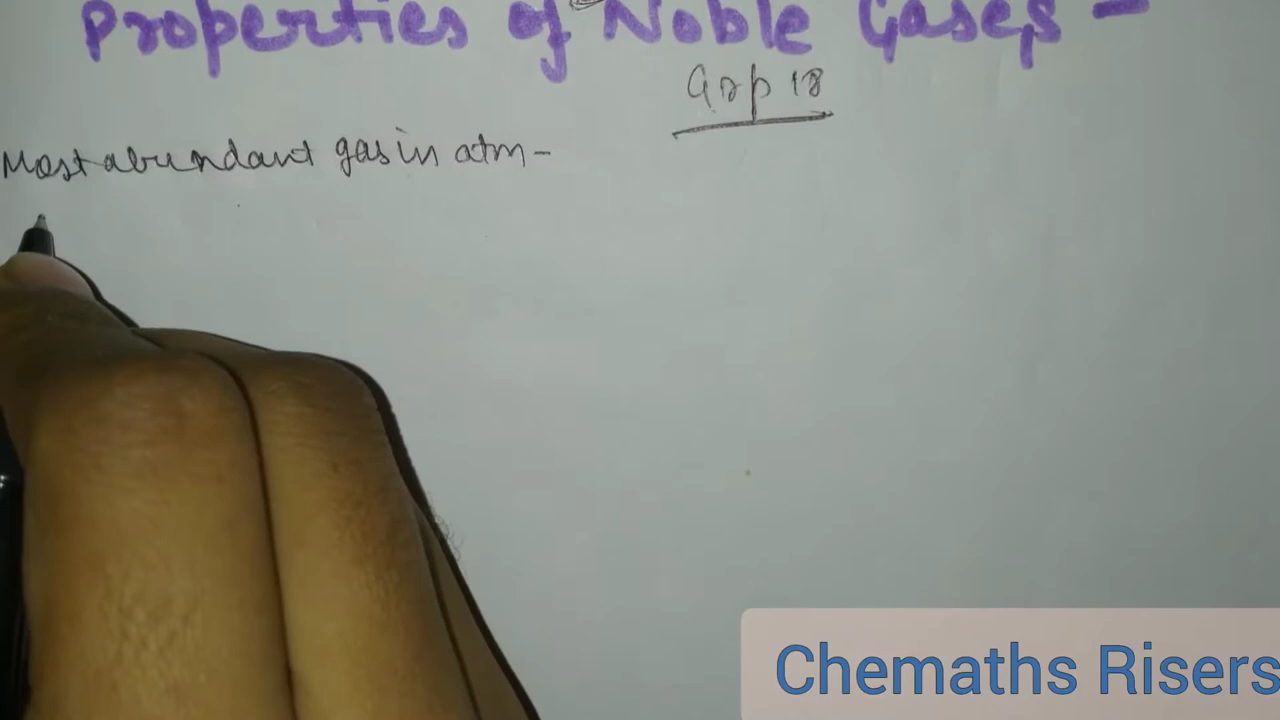 Properties of Noble Gases -
Grp 18
Most abundant gas in atm -
Chemaths Risers